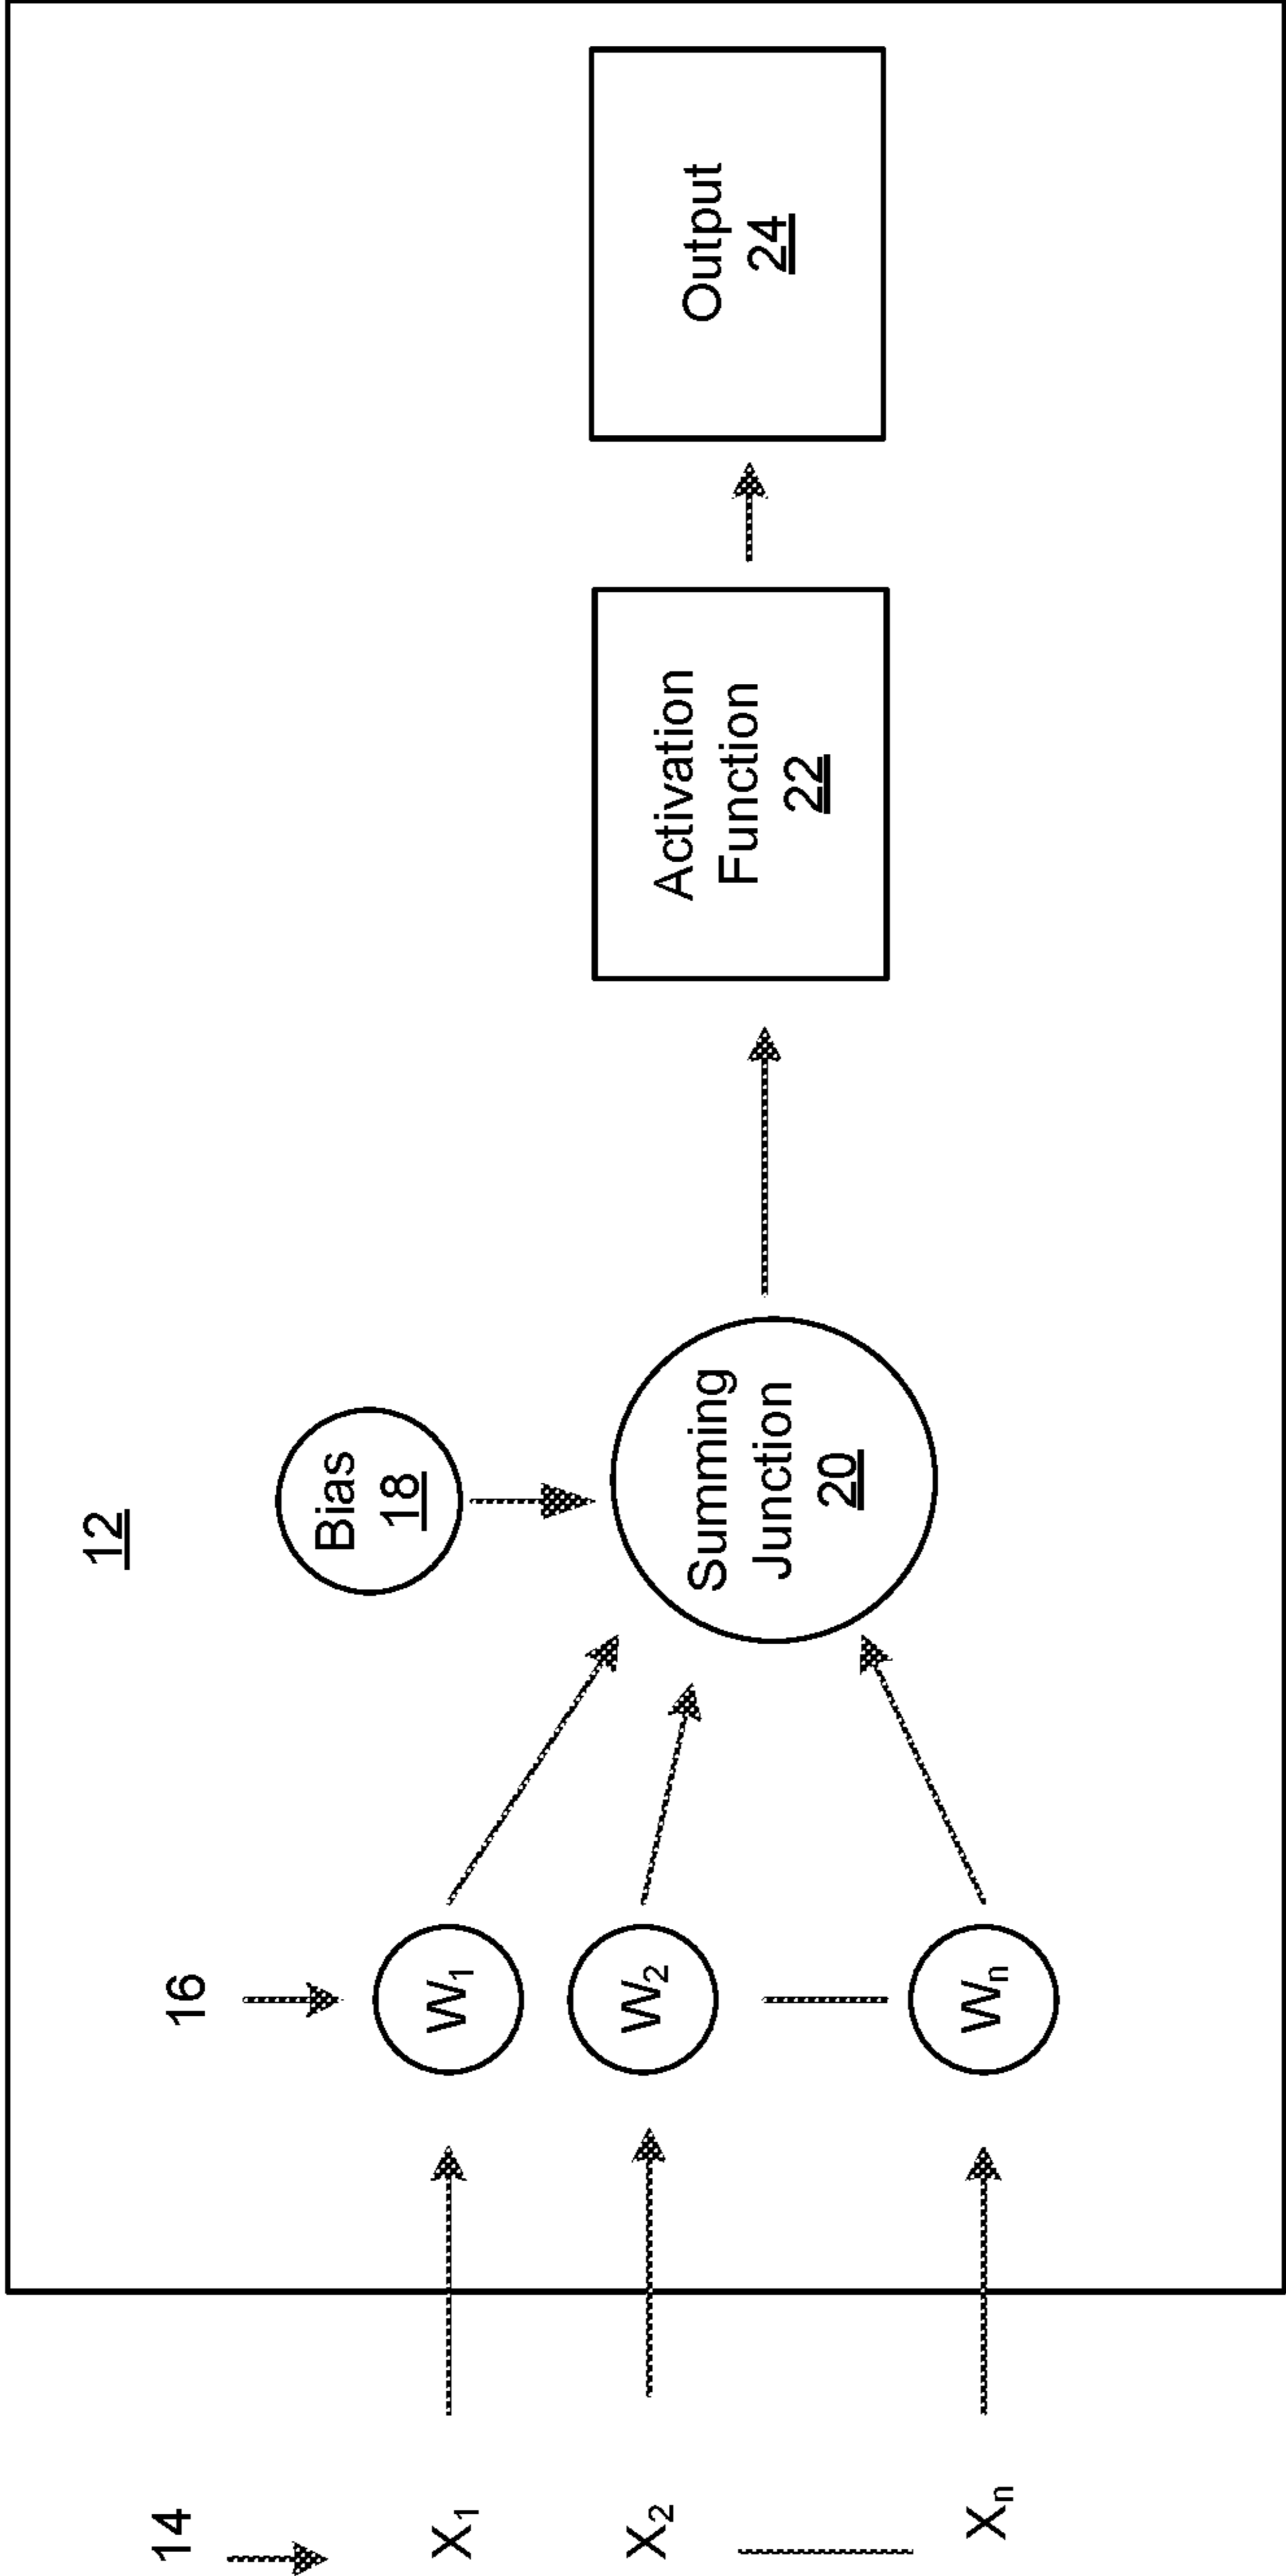 12
14
16
X1
W1
X2
W2
Xn
Wn
Bias
18
Summing
Junction
20
Activation
Function
22
Output
24